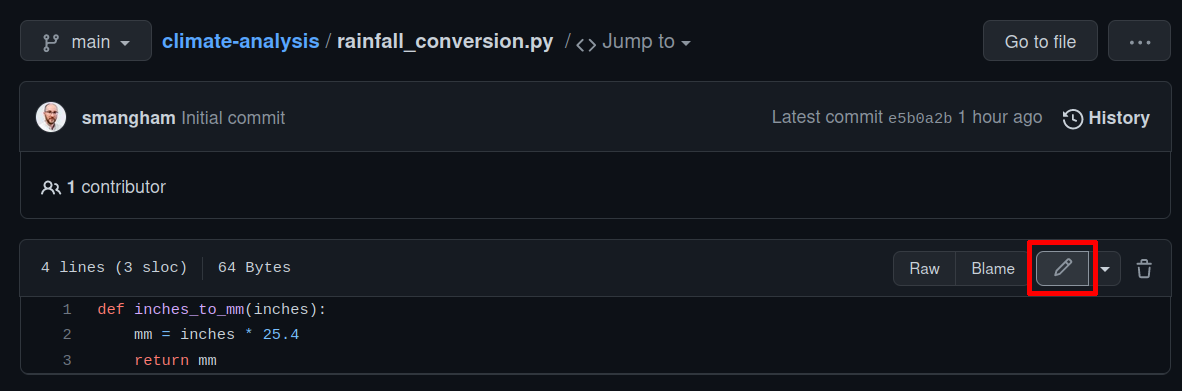 main climate-analysis / rainfall_conversion.py / <> Jump to Go to file ...
smangham Initial commit Latest commit e5b0a2b 1 hour ago History
1 contributor
4 lines (3 sloc) 64 Bytes Raw Blame
1 def inches_to_mm(inches):
2     mm = inches * 25.4
3     return mm